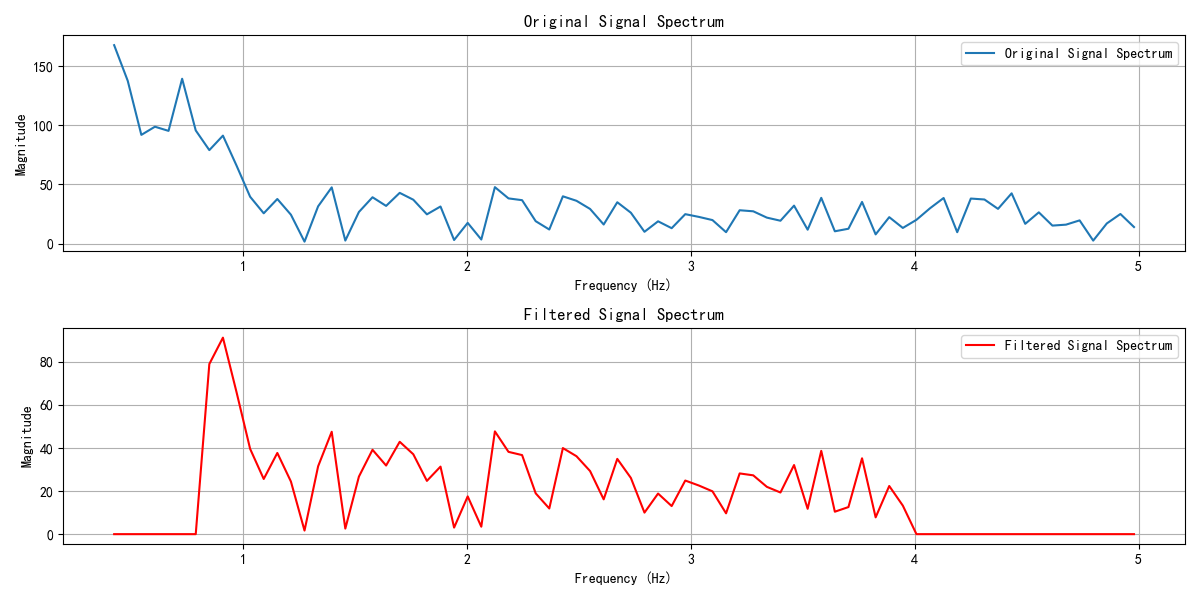 Original Signal Spectrum
Original Signal Spectrum
Magnitude
150
100
50
0
1 2 3 4 5
Frequency (Hz)
Filtered Signal Spectrum
Filtered Signal Spectrum
Magnitude
80
60
40
20
0
1 2 3 4 5
Frequency (Hz)